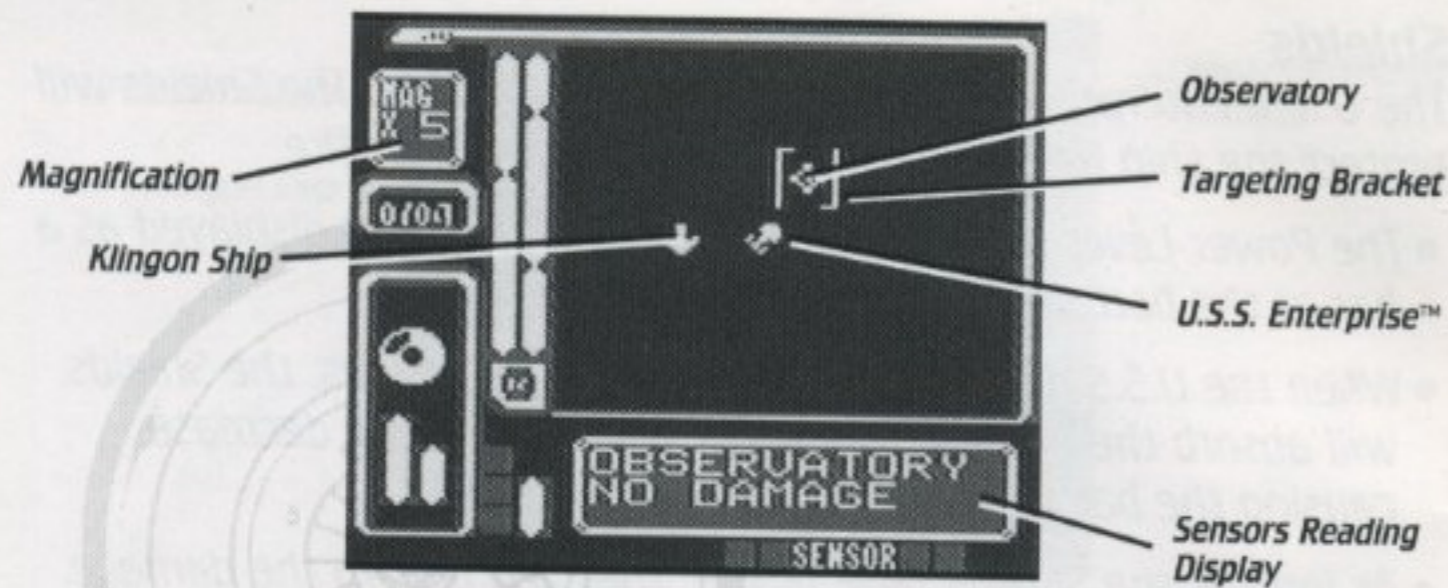 MAG
X 5
Magnification
Klingon Ship
Observatory
Targeting Bracket
U.S.S. Enterprise™
OBSERVATORY
NO DAMAGE
SENSOR
Sensors Reading
Display